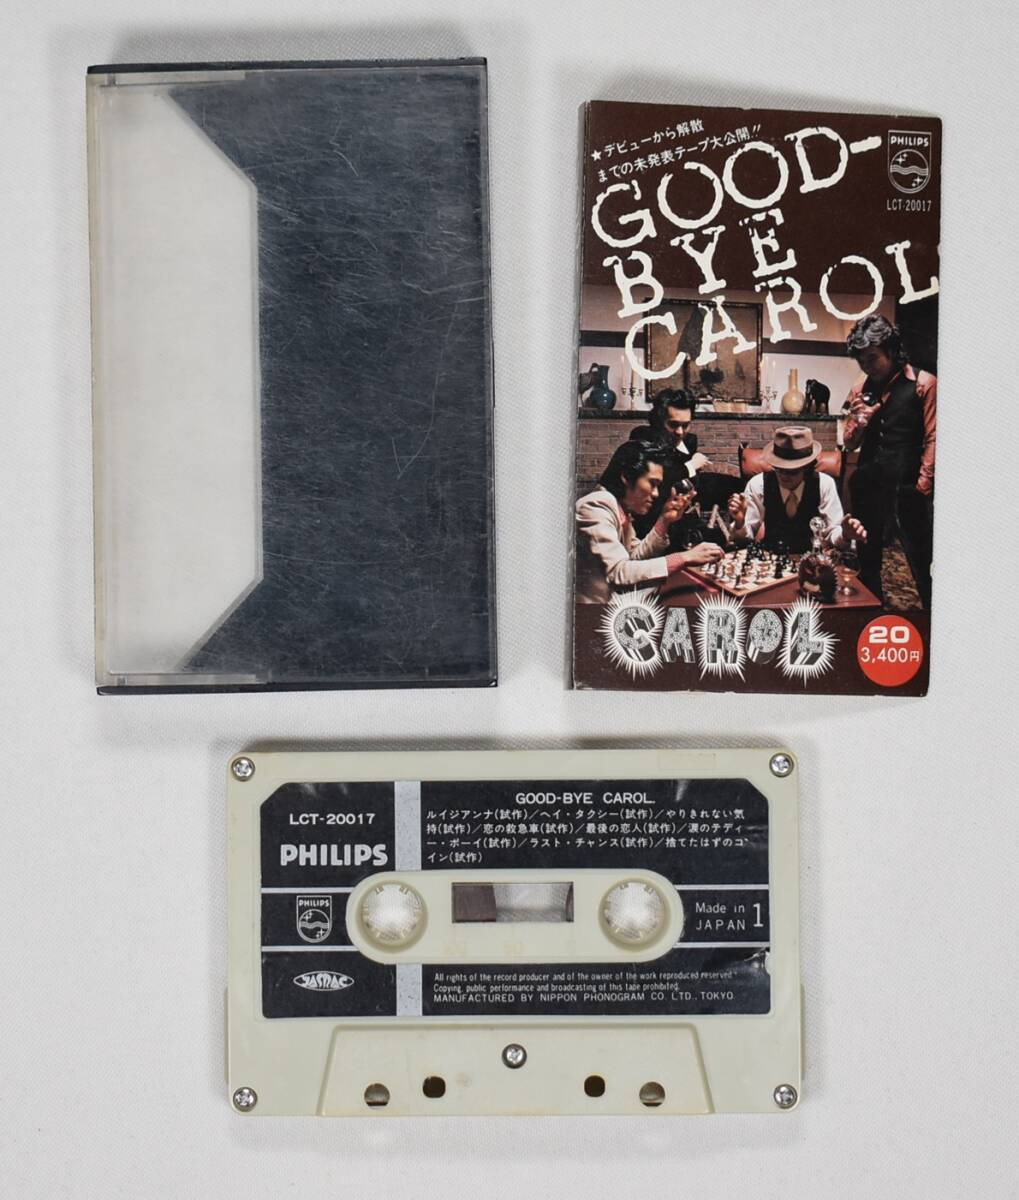 ★デビューから解散
までの未発表テープ大公開!!
GOOD-
BYE
CAROL
PHILIPS
LCT-20017
CAROL
20
3,400円
GOOD-BYE CAROL.
LCT-20017
ルイジアンナ(試作)/ヘイ・タクシー(試作)/やりきれない気
持(試作)/恋の救急車(試作)/最後の恋人(試作)/涙のテディ
ー・ボーイ(試作)/ラスト・チャンス(試作)/捨てたはずのコ
イン(試作)
PHILIPS
PHILIPS
Made in
JAPAN 1
JASRAC
All rights of the record producer and of the owner of the work reproduced reserved.
Copying, public performance and broadcasting of this tape prohibited.
MANUFACTURED BY NIPPON PHONOGRAM CO. LTD., TOKYO